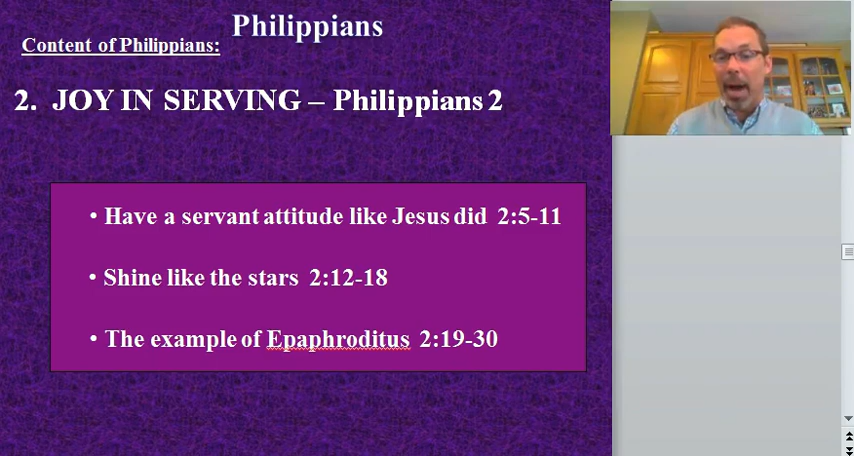 Philippians
Content of Philippians:
2. JOY IN SERVING – Philippians 2
• Have a servant attitude like Jesus did 2:5-11
• Shine like the stars 2:12-18
• The example of Epaphroditus 2:19-30